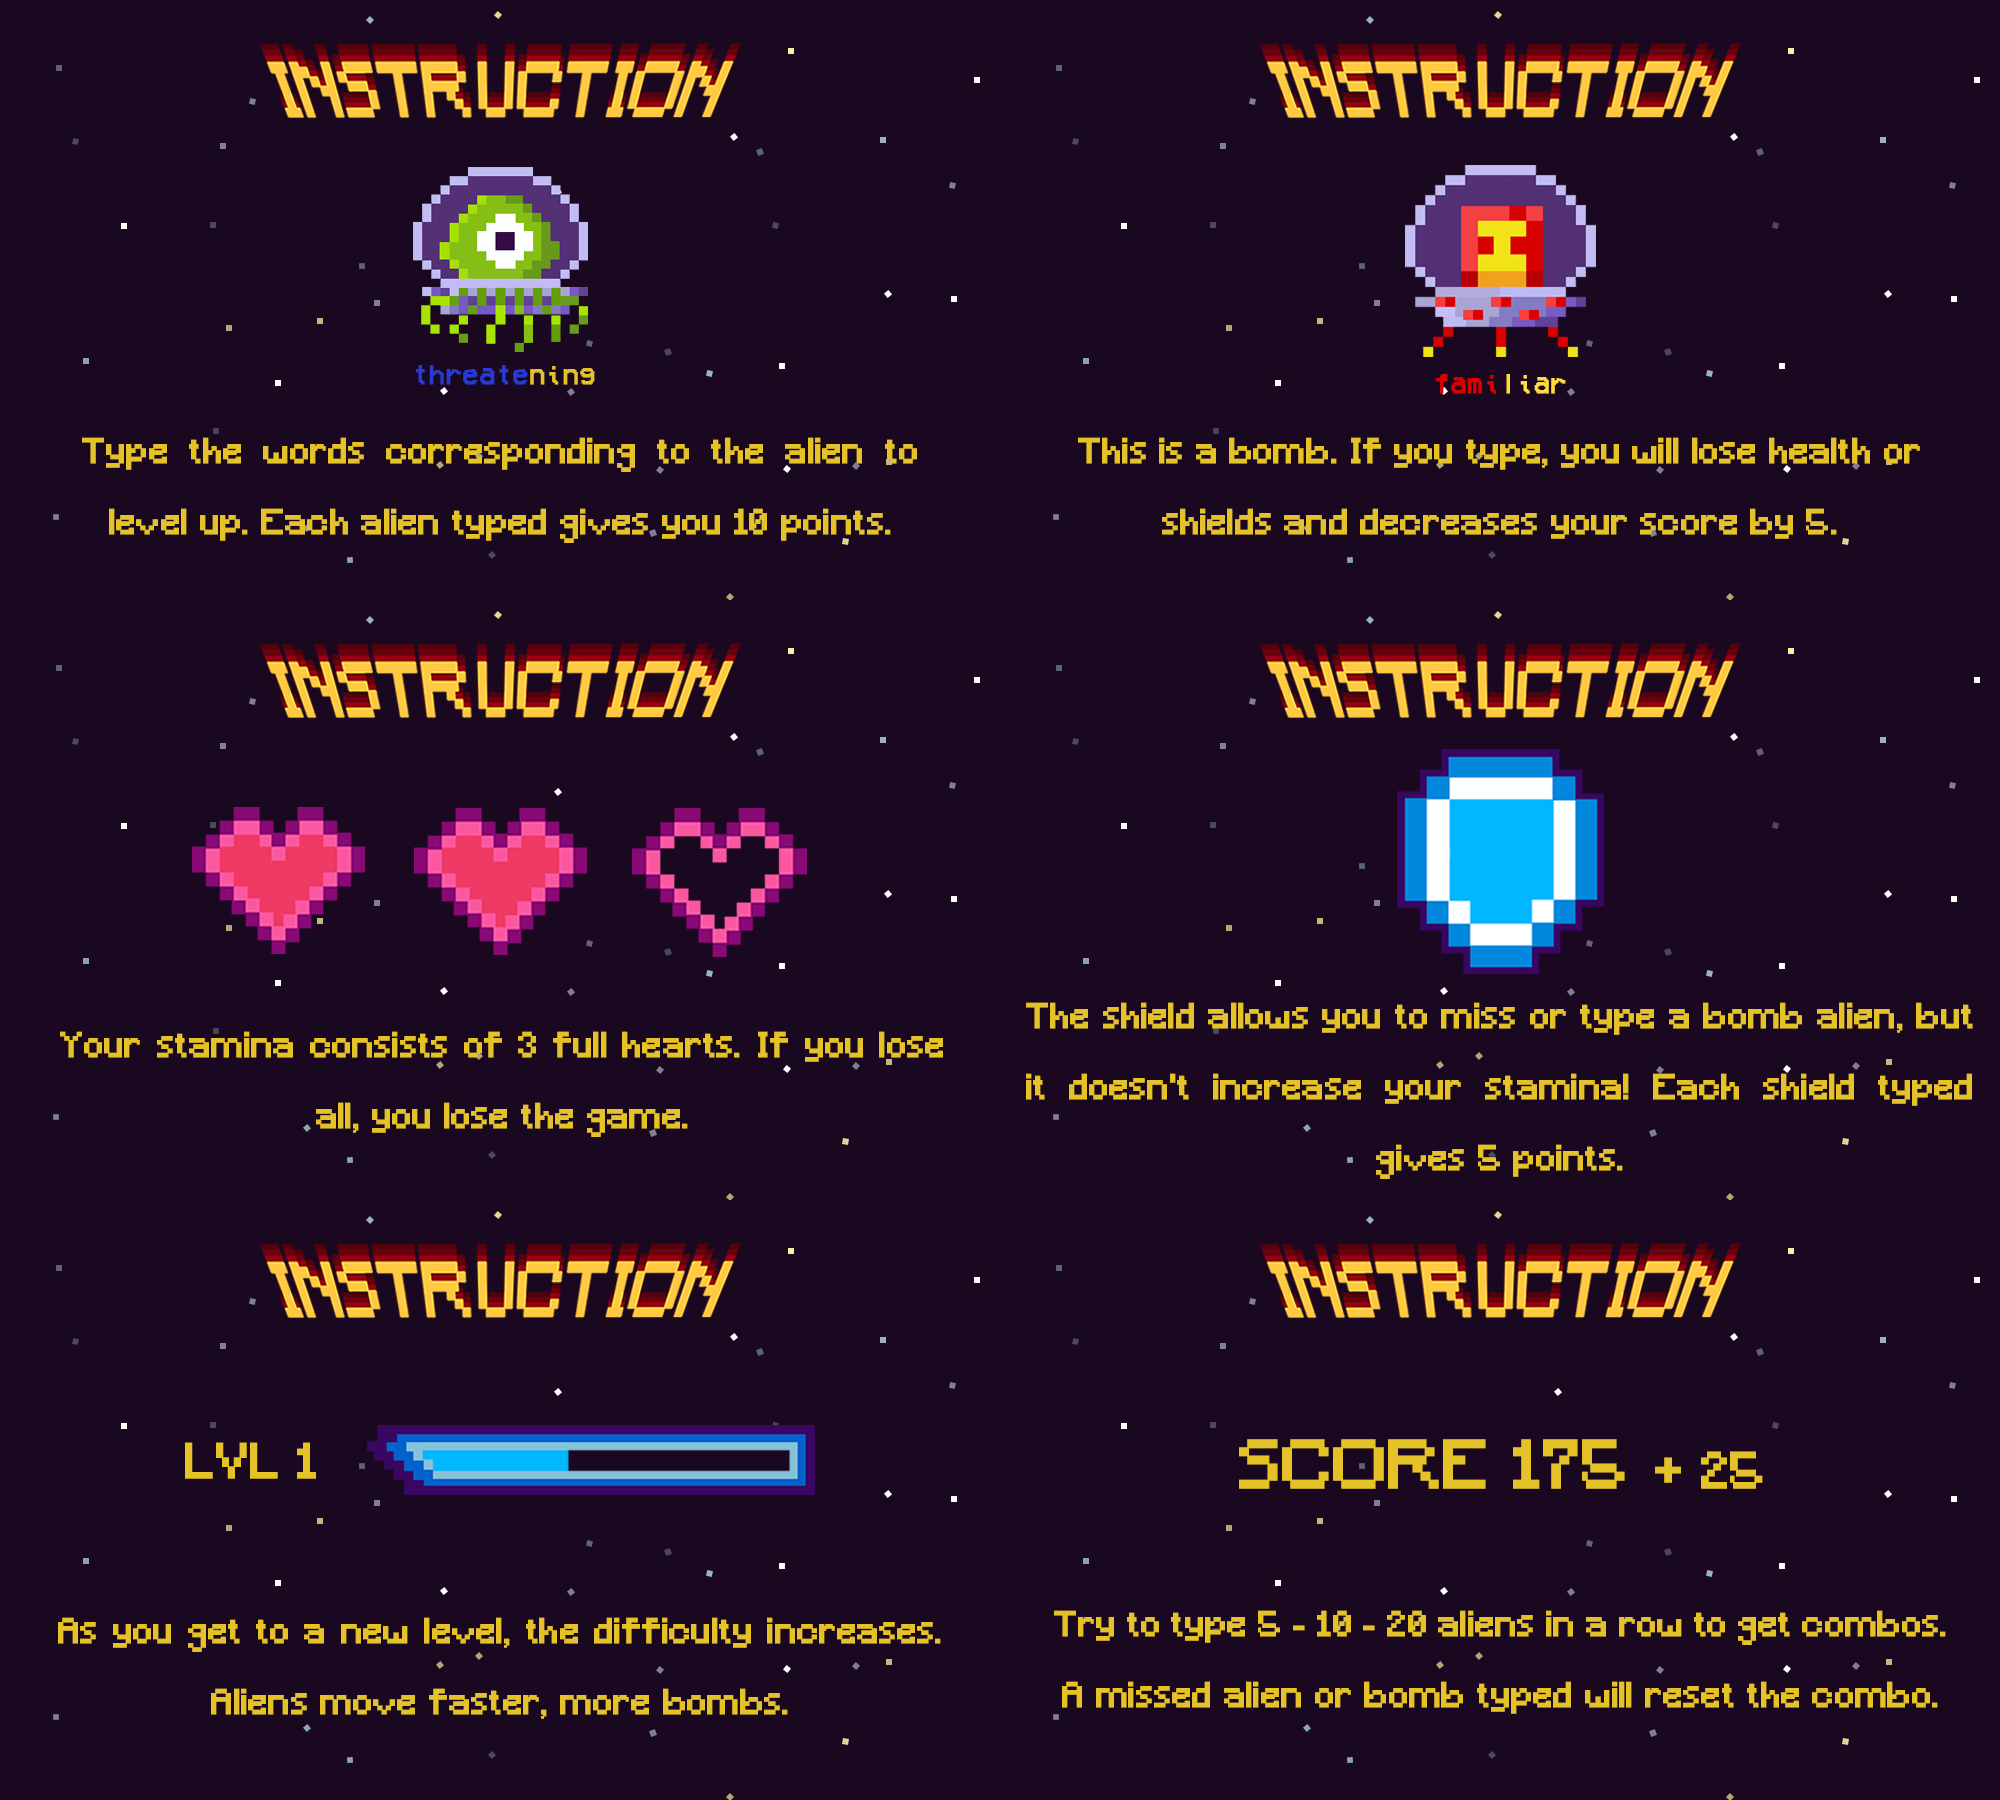 INSTRUCTION
threatening
Type the words corresponding to the alien to
level up. Each alien typed gives you 10 points.
INSTRUCTION
familiar
This is a bomb. If you type, you will lose health or
shields and decreases your score by 5.
INSTRUCTION
Your stamina consists of 3 full hearts. If you lose
all, you lose the game.
INSTRUCTION
The shield allows you to miss or type a bomb alien, but
it doesn't increase your stamina! Each shield typed
gives 5 points.
INSTRUCTION
LVL 1
As you get to a new level, the difficulty increases.
Aliens move faster, more bombs.
INSTRUCTION
SCORE 175 + 25
Try to type 5 - 10 - 20 aliens in a row to get combos.
A missed alien or bomb typed will reset the combo.